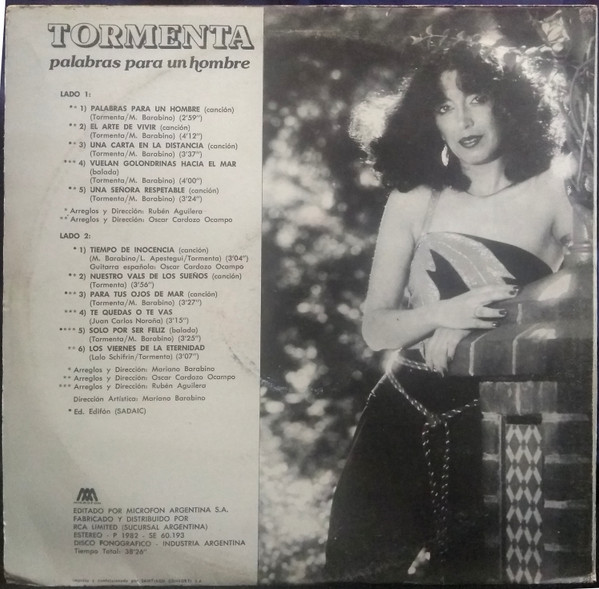 TORMENTA
palabras para un hombre
LADO 1:
** 1) PALABRAS PARA UN HOMBRE (canción)
(Tormenta/M. Barabino) (2'59")
** 2) EL ARTE DE VIVIR (canción)
(Tormenta/M. Barabino) (4'12")
* 3) UNA CARTA EN LA DISTANCIA (canción)
(Tormenta/M. Barabino) (3'37")
*** 4) VUELAN GOLONDRINAS HACIA EL MAR
(balada)
(Tormenta/M. Barabino) (4'00")
** 5) UNA SEÑORA RESPETABLE (canción)
(Tormenta/M. Barabino) (3'24")
* Arreglos y Dirección: Rubén Aguilera
** Arreglos y Dirección: Oscar Cardozo Ocampo
LADO 2:
* 1) TIEMPO DE INOCENCIA (canción)
(M. Barabino/L. Apestegui/Tormenta) (3'04")
Guitarra española: Oscar Cardozo Ocampo
** 2) NUESTRO VALS DE LOS SUEÑOS (canción)
(Tormenta) (3'56")
*** 3) PARA TUS OJOS DE MAR (canción)
(Tormenta/M. Barabino) (3'27")
*** 4) TE QUEDAS O TE VAS
(Juan Carlos Noroña) (3'15")
**** 5) SOLO POR SER FELIZ (balada)
(Tormenta/M. Barabino) (3'25")
** 6) LOS VIERNES DE LA ETERNIDAD
(Lalo Schifrin/Tormenta) (3'07")
* Arreglos y Dirección: Mariano Barabino
** Arreglos y Dirección: Oscar Cardozo Ocampo
*** Arreglos y Dirección: Rubén Aguilera
Dirección Artística: Mariano Barabino
* Ed. Edifón (SADAIC)
EDITADO POR MICROFON ARGENTINA S.A.
FABRICADO Y DISTRIBUIDO POR
RCA LIMITED (SUCURSAL ARGENTINA)
ESTEREO - P 1982 - SE 60.193
DISCO FONOGRAFICO - INDUSTRIA ARGENTINA
Tiempo Total: 38'26"